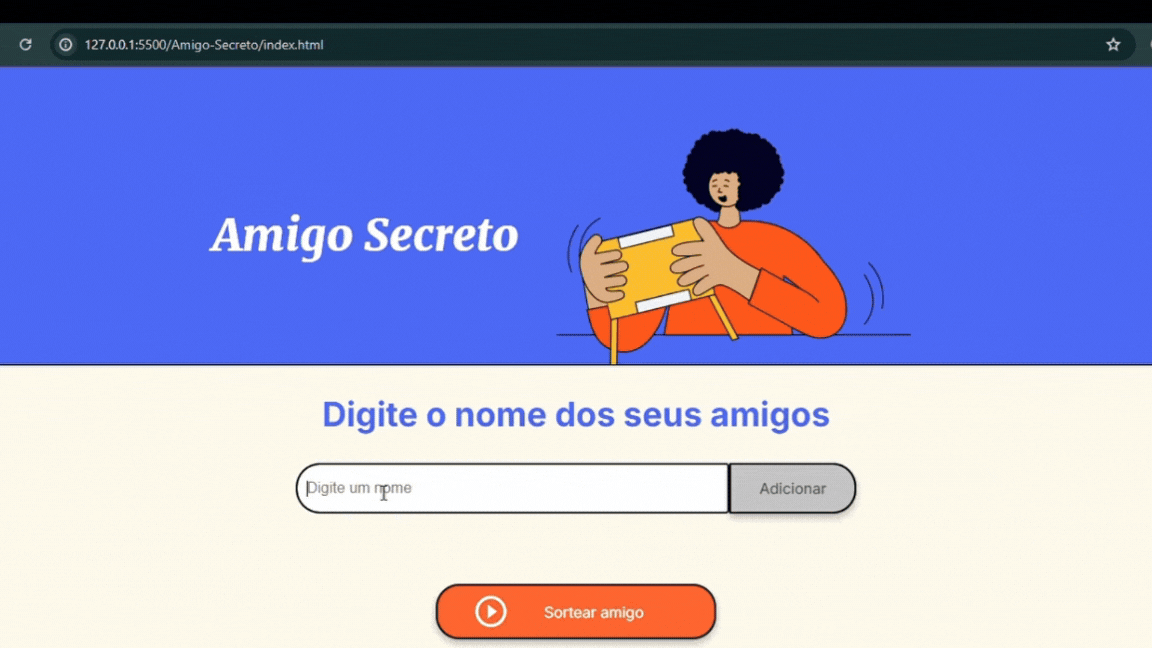 127.0.0.1:5500/Amigo-Secreto/index.html
Amigo Secreto
Digite o nome dos seus amigos
Digite um nome
Adicionar
Sortear amigo